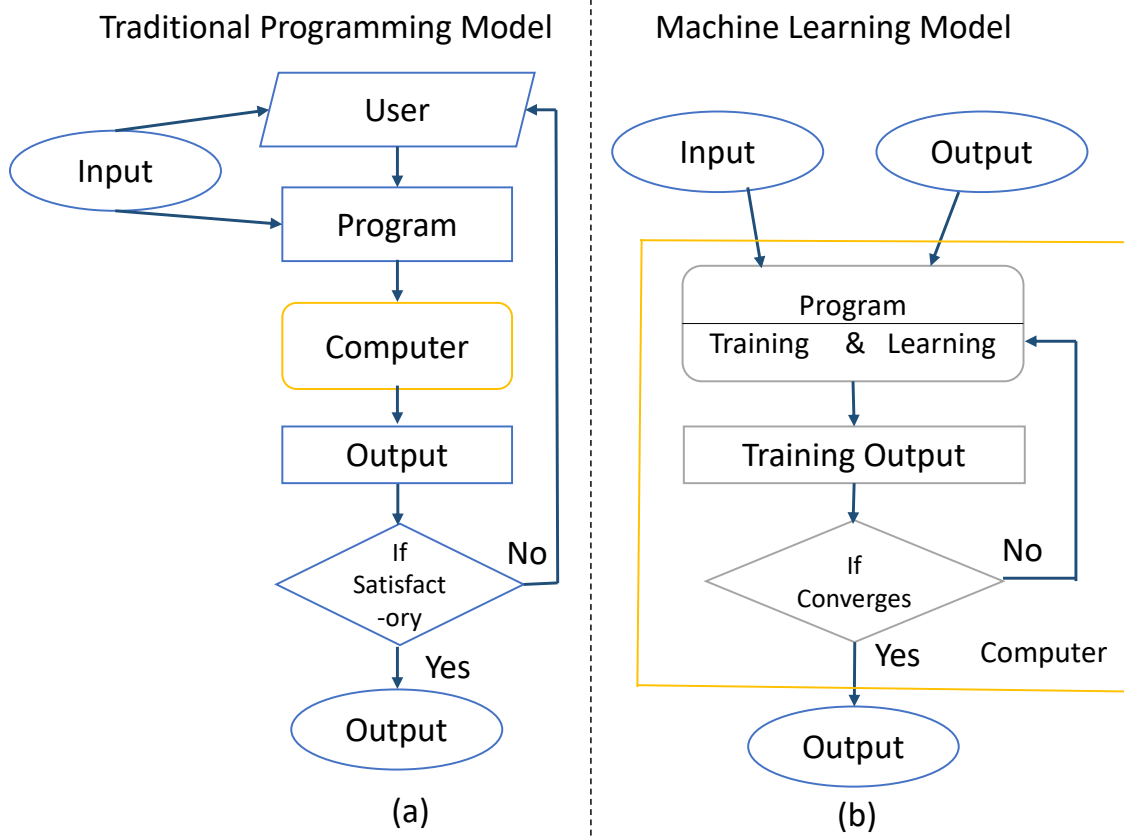 Traditional Programming Model
User
Input
Program
Computer
Output
If
Satisfact
-ory
No
Yes
Output
(a)
Machine Learning Model
Input
Output
Program
Training & Learning
Training Output
If
Converges
No
Yes
Computer
Output
(b)